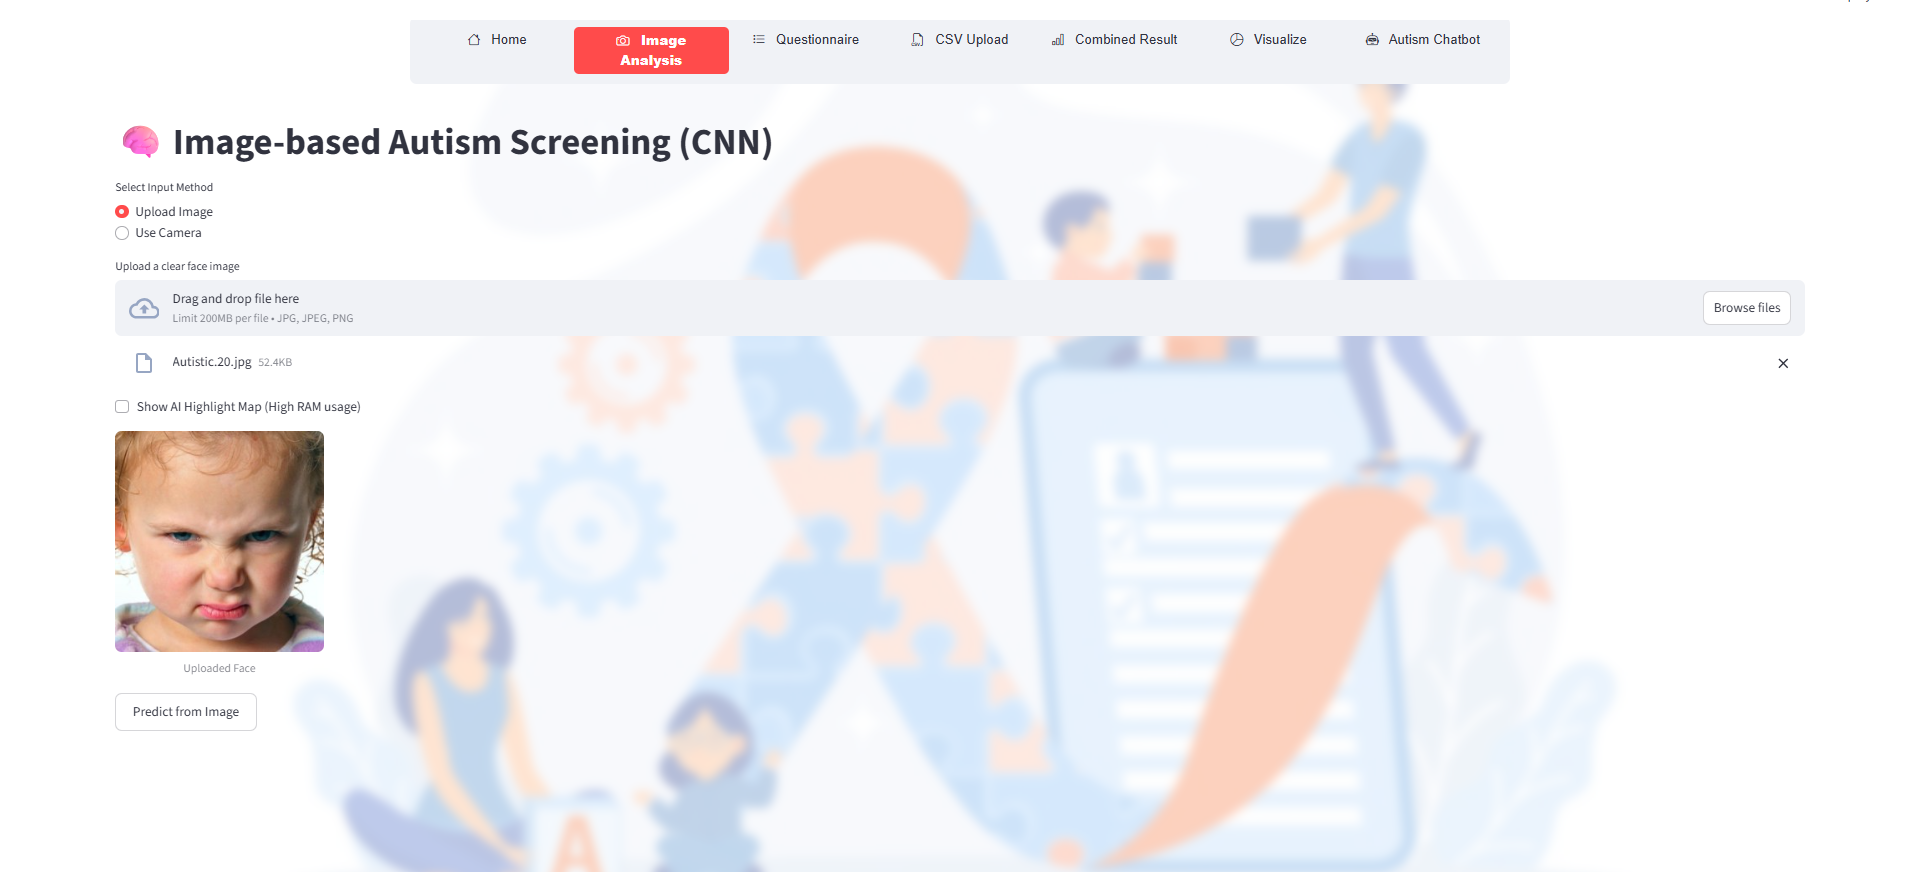 Home
Image
Analysis
Questionnaire
CSV Upload
Combined Result
Visualize
Autism Chatbot
Image-based Autism Screening (CNN)
Select Input Method
Upload Image
Use Camera
Upload a clear face image
Drag and drop file here
Limit 200MB per file • JPG, JPEG, PNG
Browse files
Autistic.20.jpg 52.4KB
Show AI Highlight Map (High RAM usage)
Uploaded Face
Predict from Image
A